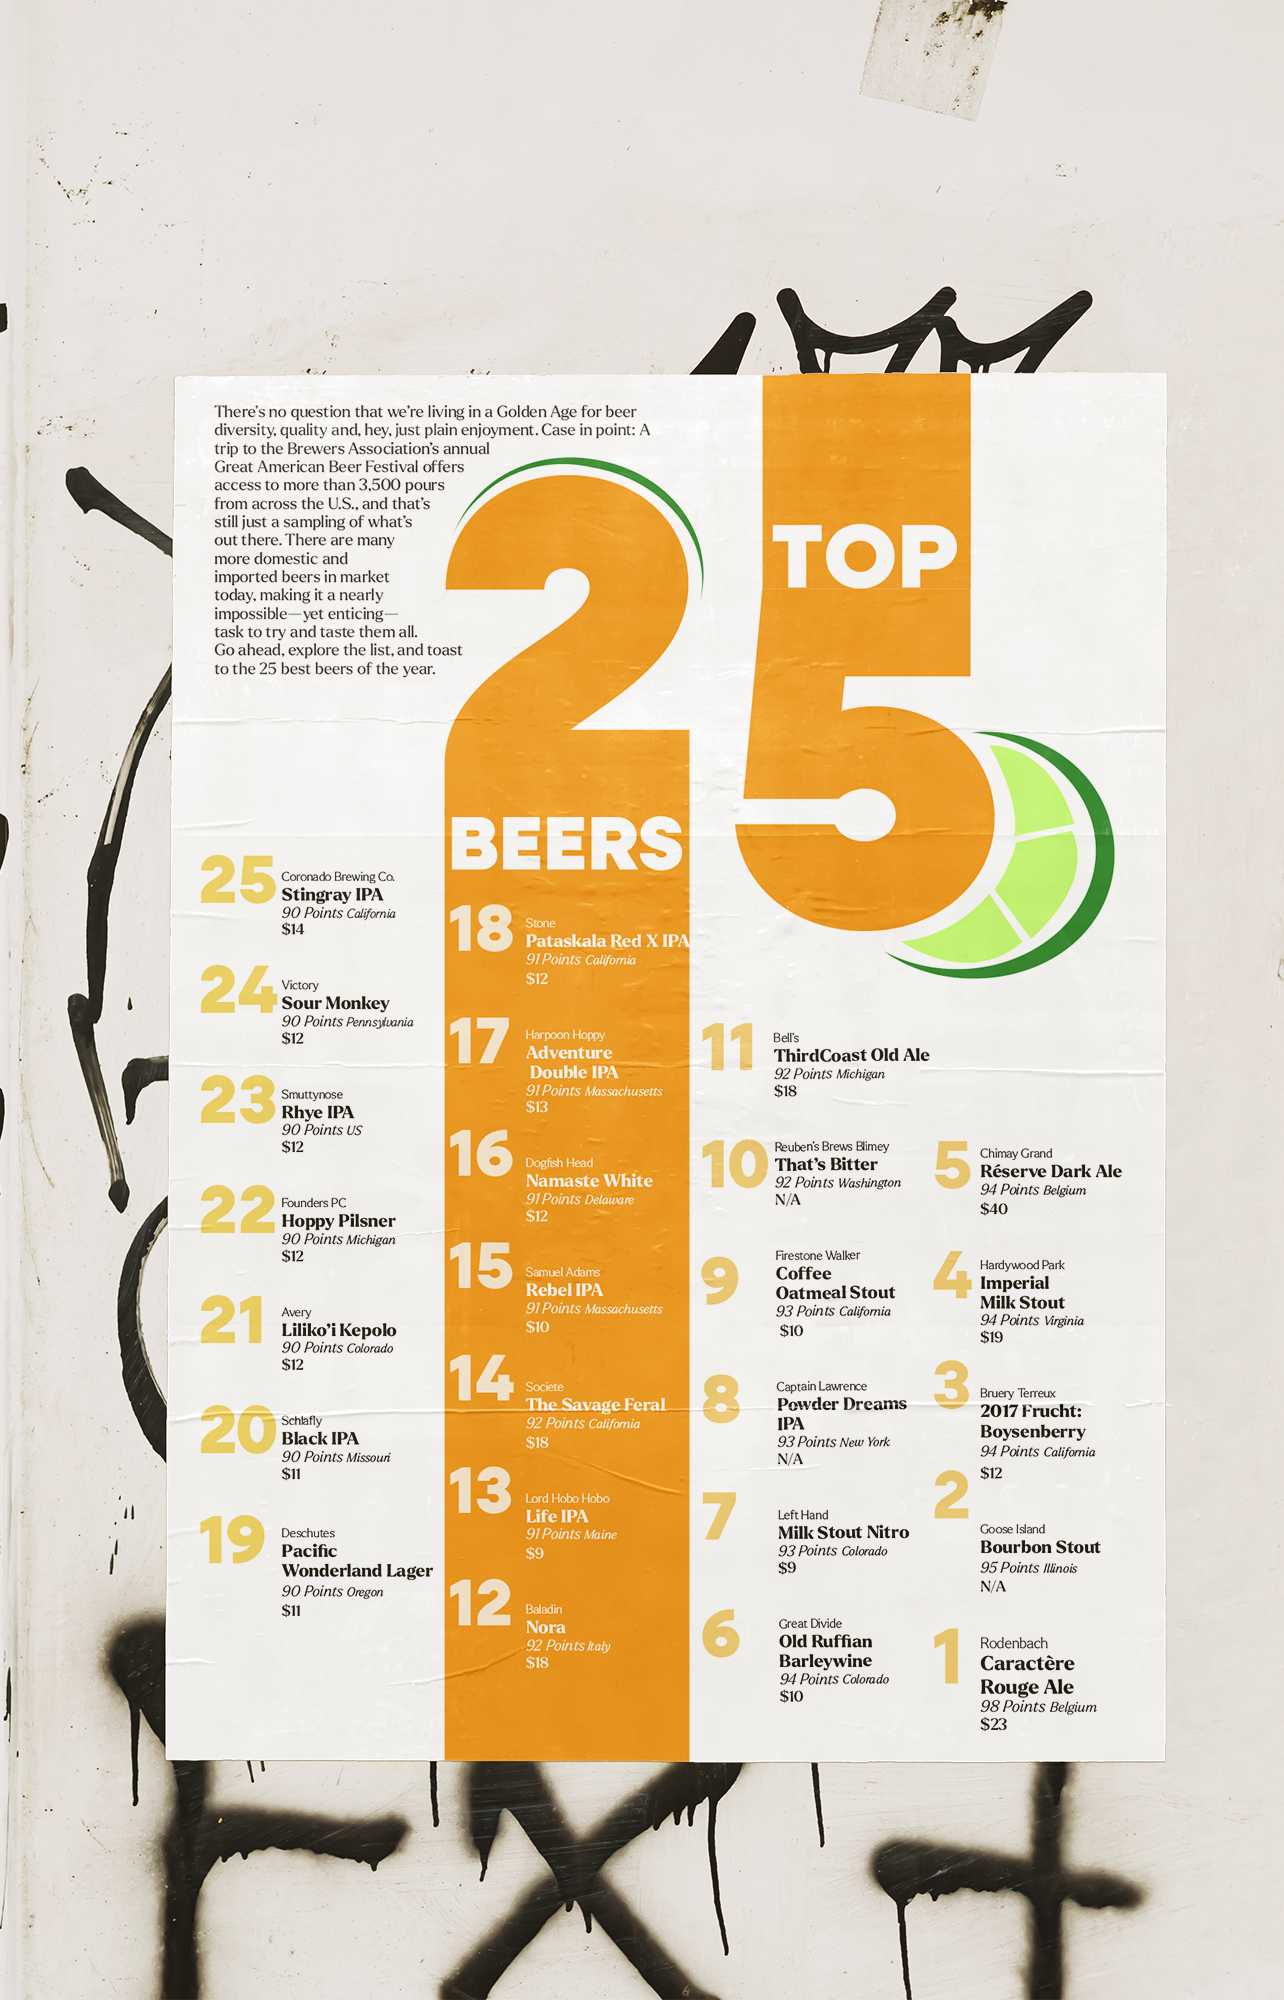 There's no question that we're living in a Golden Age for beer
diversity, quality and, hey, just plain enjoyment. Case in point: A
trip to the Brewers Association's annual
Great American Beer Festival offers
access to more than 3,500 pours
from across the U.S., and that's
still just a sampling of what's
out there. There are many
more domestic and
imported beers in market
today, making it a nearly
impossible—yet enticing—
task to try and taste them all.
Go ahead, explore the list, and toast
to the 25 best beers of the year.
TOP
25
BEERS
25
Coronado Brewing Co.
Stingray IPA
90 Points California
$14
24
Victory
Sour Monkey
90 Points Pennsylvania
$12
23
Smuttynose
Rhye IPA
90 Points US
$12
22
Founders PC
Hoppy Pilsner
90 Points Michigan
$12
21
Avery
Liliko'i Kepolo
90 Points Colorado
$12
20
Schlafly
Black IPA
90 Points Missouri
$11
19
Deschutes
Pacific
Wonderland Lager
90 Points Oregon
$11
18
Stone
Pataskala Red X IPA
91 Points California
$12
17
Harpoon Hoppy
Adventure
Double IPA
91 Points Massachusetts
$13
16
Dogfish Head
Namaste White
91 Points Delaware
$12
15
Samuel Adams
Rebel IPA
91 Points Massachusetts
$10
14
Societe
The Savage Feral
92 Points California
$18
13
Lord Hobo Hobo
Life IPA
91 Points Maine
$9
12
Baladin
Nora
92 Points Italy
$18
11
Bell's
ThirdCoast Old Ale
92 Points Michigan
$18
10
Reuben's Brews Blimey
That's Bitter
92 Points Washington
N/A
9
Firestone Walker
Coffee
Oatmeal Stout
93 Points California
$10
8
Captain Lawrence
Powder Dreams
IPA
93 Points New York
N/A
7
Left Hand
Milk Stout Nitro
93 Points Colorado
$9
6
Great Divide
Old Ruffian
Barleywine
94 Points Colorado
$10
5
Chimay Grand
Réserve Dark Ale
94 Points Belgium
$40
4
Hardywood Park
Imperial
Milk Stout
94 Points Virginia
$19
3
Bruery Terreux
2017 Frucht:
Boysenberry
94 Points California
$12
2
Goose Island
Bourbon Stout
95 Points Illinois
N/A
1
Rodenbach
Caractère
Rouge Ale
98 Points Belgium
$23